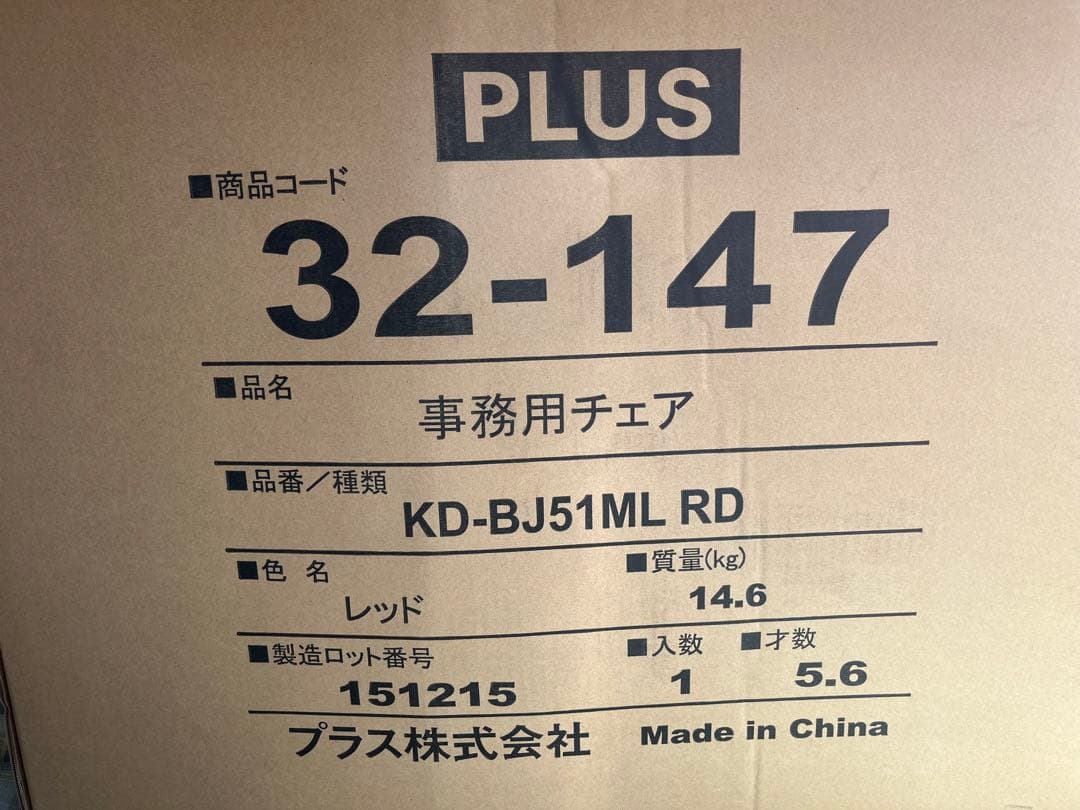 PLUS
■商品コード
32-147
■品名
事務用チェア
■品番／種類
KD-BJ51ML RD
■色 名 ■質量(kg)
レッド 14.6
■製造ロット番号 ■入数 ■才数
151215 1 5.6
プラス株式会社 Made in China